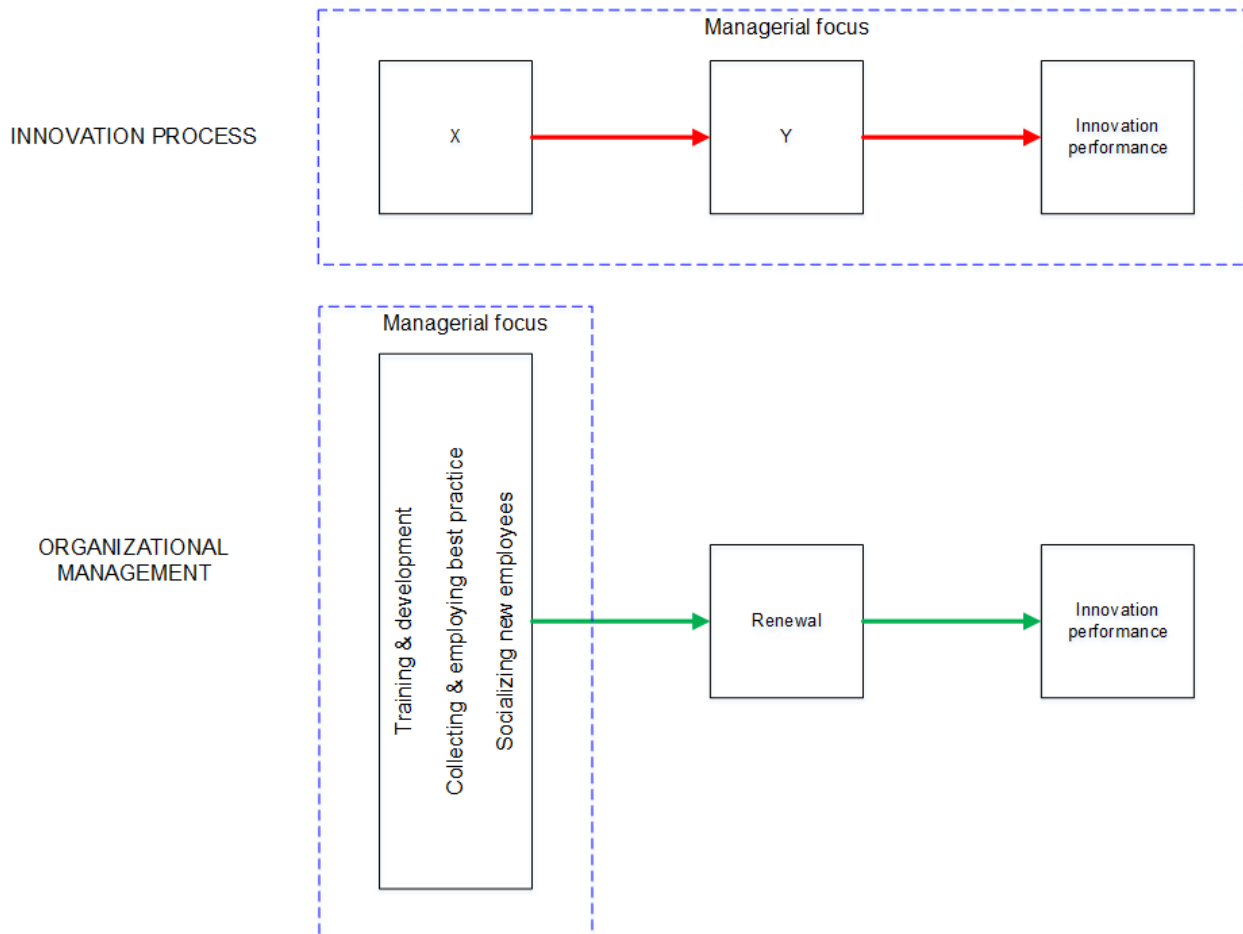 Managerial focus
INNOVATION PROCESS
X
Y
Innovation
performance
Managerial focus
ORGANIZATIONAL
MANAGEMENT
Training & development
Collecting & employing best practice
Socializing new employees
Renewal
Innovation
performance